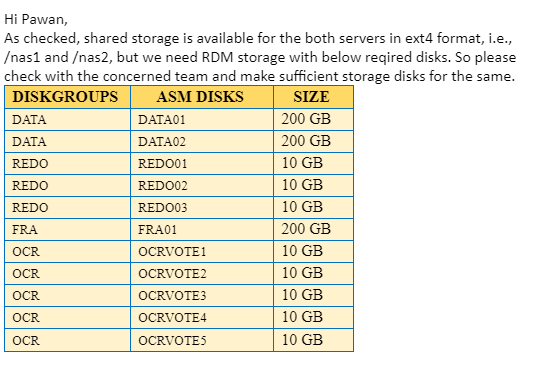 Hi Pawan,
As checked, shared storage is available for the both servers in ext4 format, i.e.,
/nas1 and /nas2, but we need RDM storage with below reqired disks. So please
check with the concerned team and make sufficient storage disks for the same.
DISKGROUPS ASM DISKS SIZE
DATA DATA01 200 GB
DATA DATA02 200 GB
REDO REDO01 10 GB
REDO REDO02 10 GB
REDO REDO03 10 GB
FRA FRA01 200 GB
OCR OCRVOTE1 10 GB
OCR OCRVOTE2 10 GB
OCR OCRVOTE3 10 GB
OCR OCRVOTE4 10 GB
OCR OCRVOTE5 10 GB